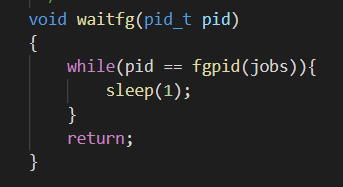 void waitfg(pid_t pid)
{
    while(pid == fgpid(jobs)){
        sleep(1);
    }
    return;
}